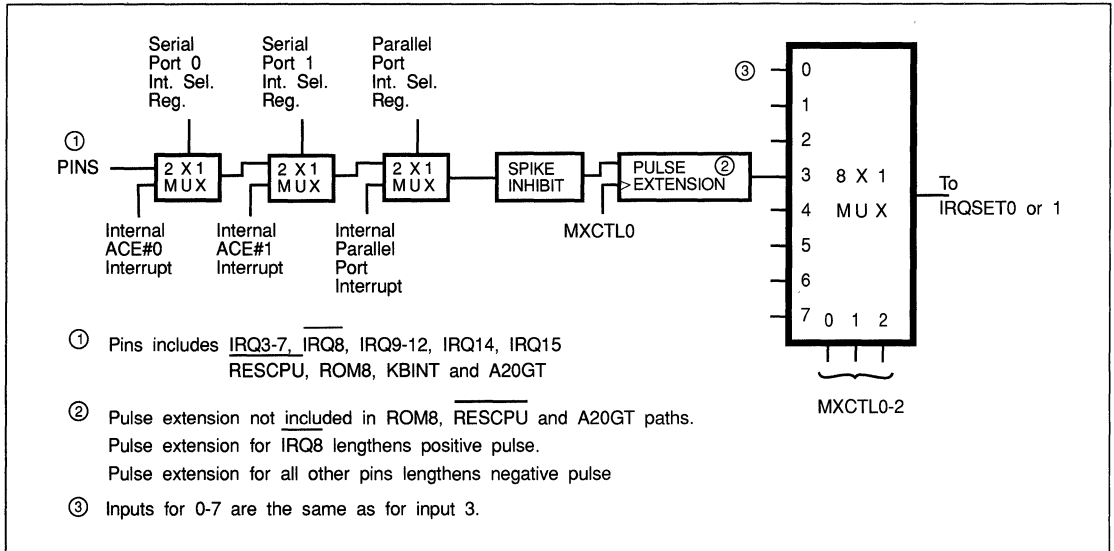 Serial
Port 0
Int. Sel.
Reg.
Serial
Port 1
Int. Sel.
Reg.
Parallel
Port
Int. Sel.
Reg.
①
PINS
2 X 1
MUX
2 X 1
MUX
2 X 1
MUX
SPIKE
INHIBIT
PULSE ②
>EXTENSION
MXCTL0
Internal
ACE#0
Interrupt
Internal
ACE#1
Interrupt
Internal
Parallel
Port
Interrupt
③
0
1
2
3
4
5
6
7
8 X 1
MUX
0 1 2
MXCTL0-2
To
IRQSET0 or 1
① Pins includes IRQ3-7, I̅R̅Q̅8̅, IRQ9-12, IRQ14, IRQ15
R̅E̅S̅C̅P̅U̅, ROM8, KBINT and A20GT
② Pulse extension not included in ROM8, R̅E̅S̅C̅P̅U̅ and A20GT paths.
Pulse extension for I̅R̅Q̅8̅ lengthens positive pulse.
Pulse extension for all other pins lengthens negative pulse
③ Inputs for 0-7 are the same as for input 3.